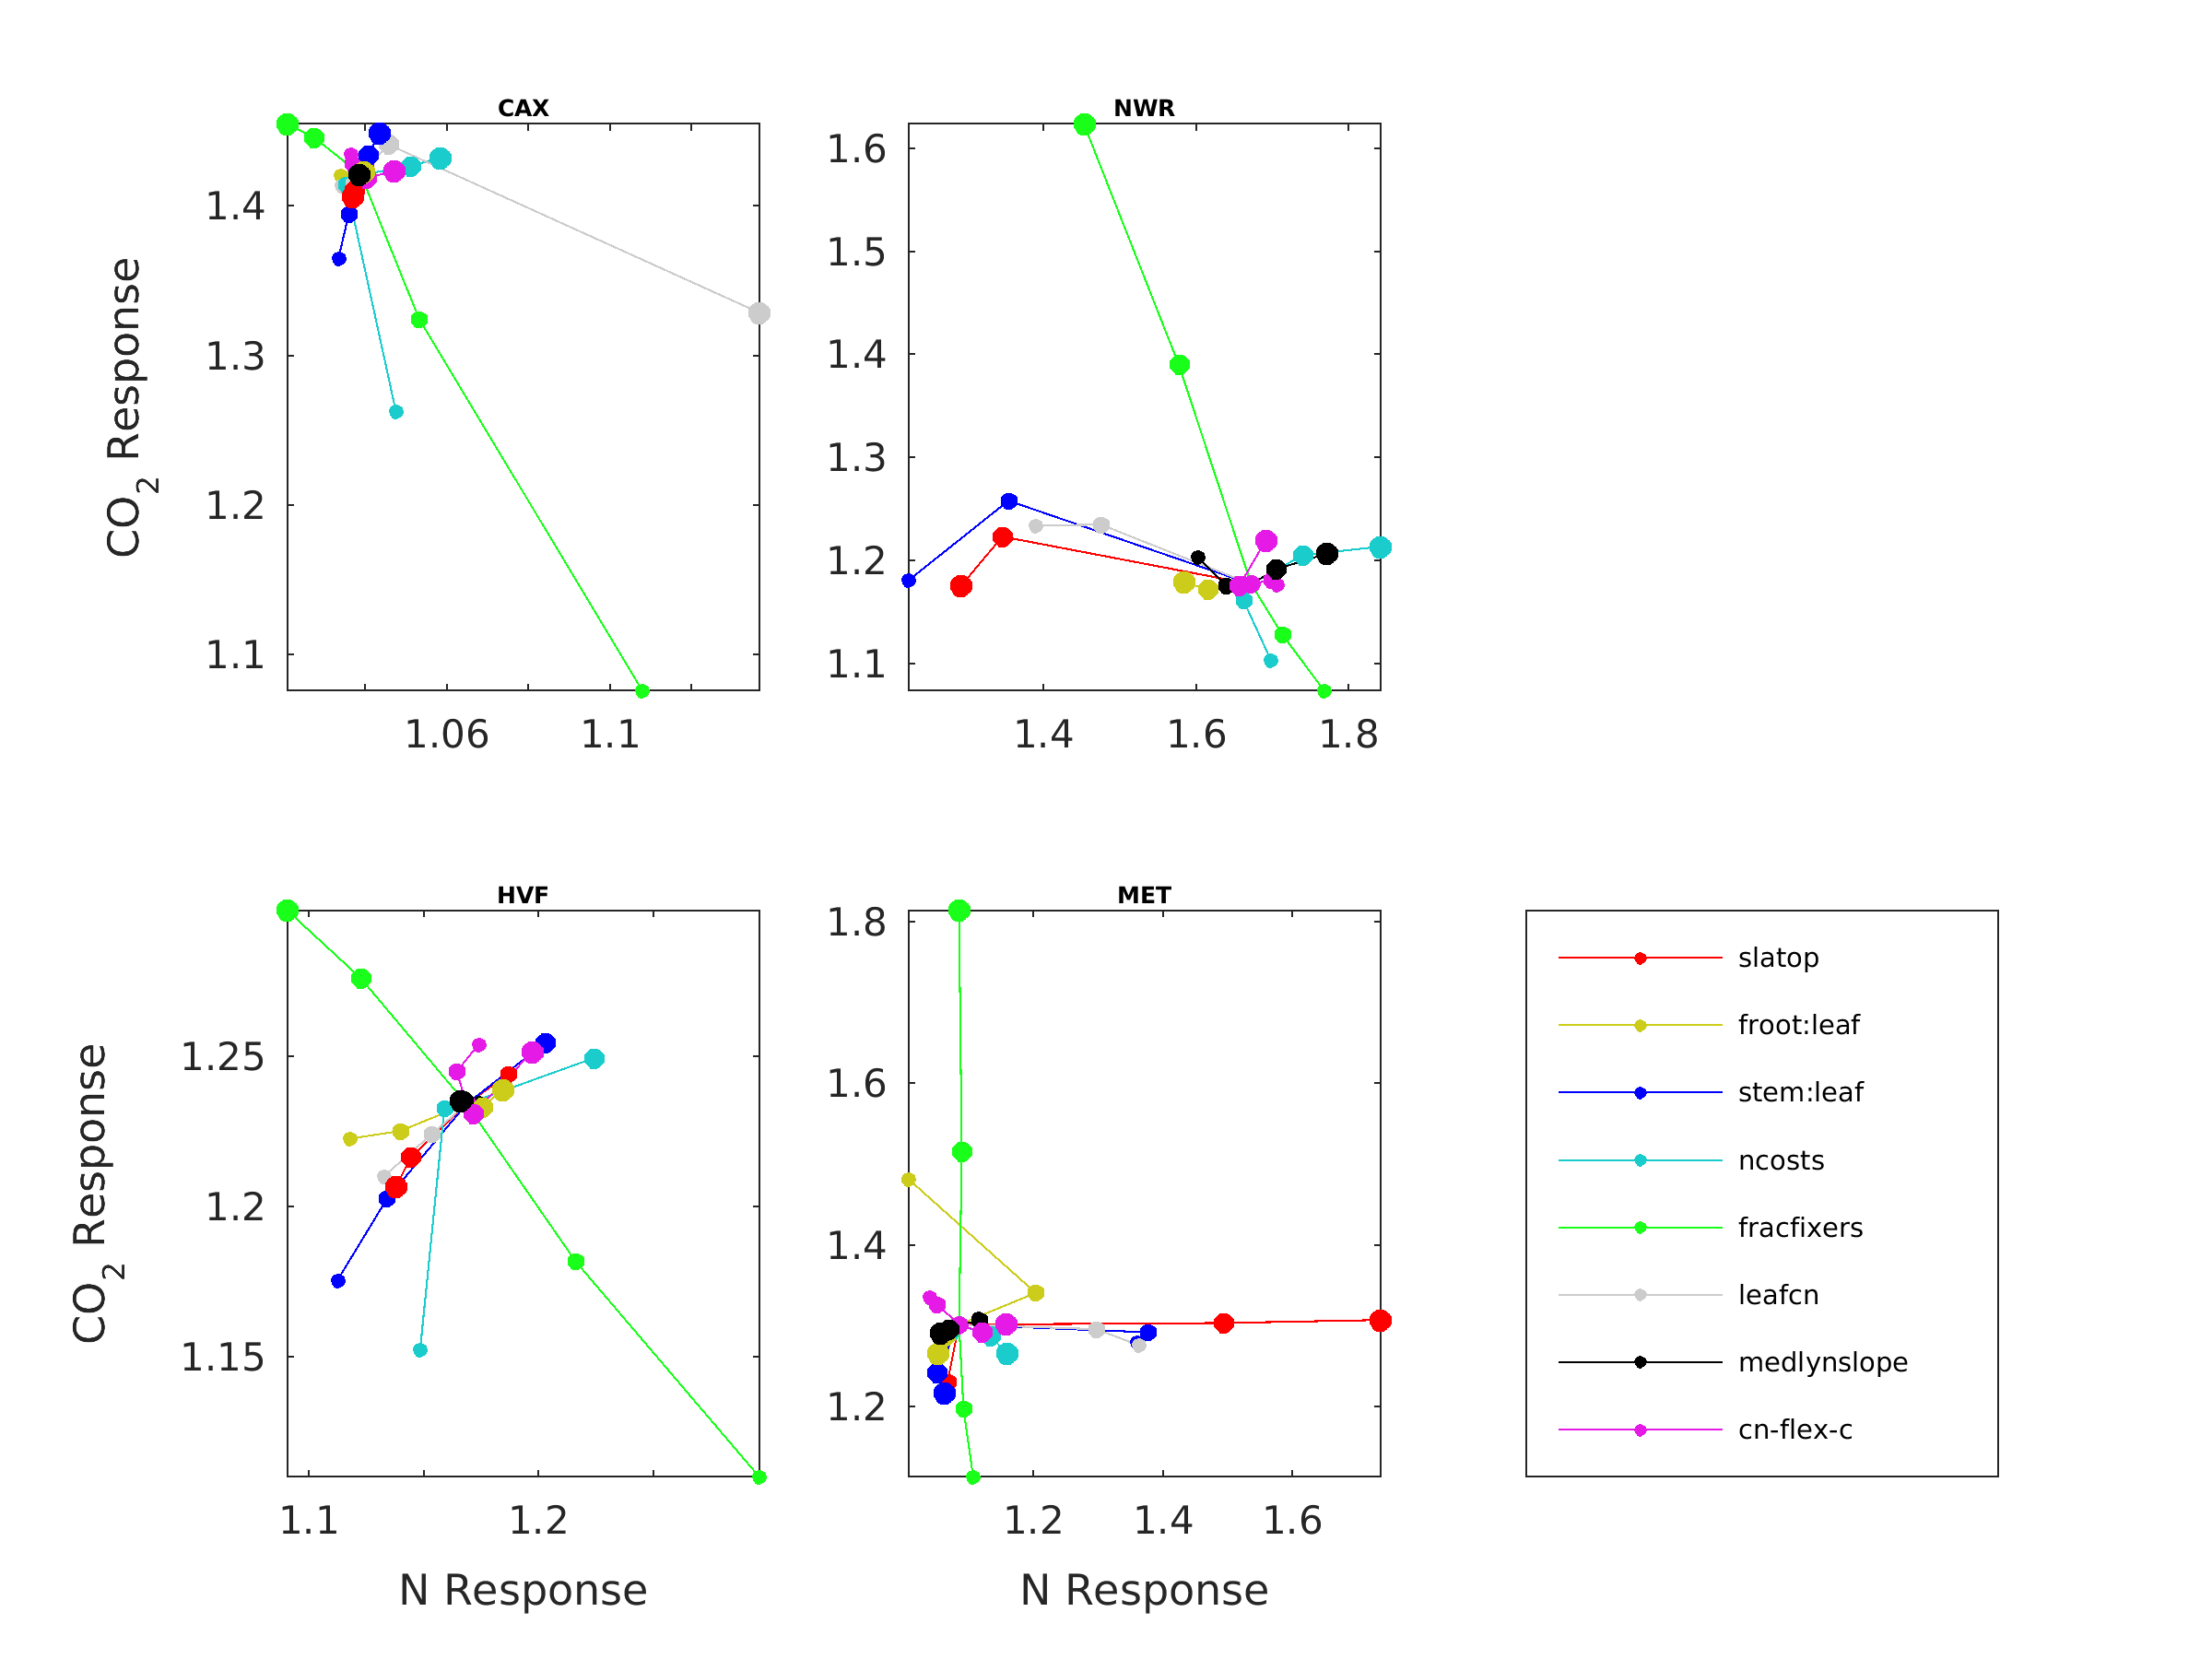 CAX
NWR
CO2 Response
1.4
1.3
1.2
1.1
1.06
1.1
1.6
1.5
1.4
1.3
1.2
1.1
1.4
1.6
1.8
HVF
MET
CO2 Response
1.25
1.2
1.15
1.1
1.2
N Response
1.8
1.6
1.4
1.2
1.2
1.4
1.6
N Response
slatop
froot:leaf
stem:leaf
ncosts
fracfixers
leafcn
medlynslope
cn-flex-c